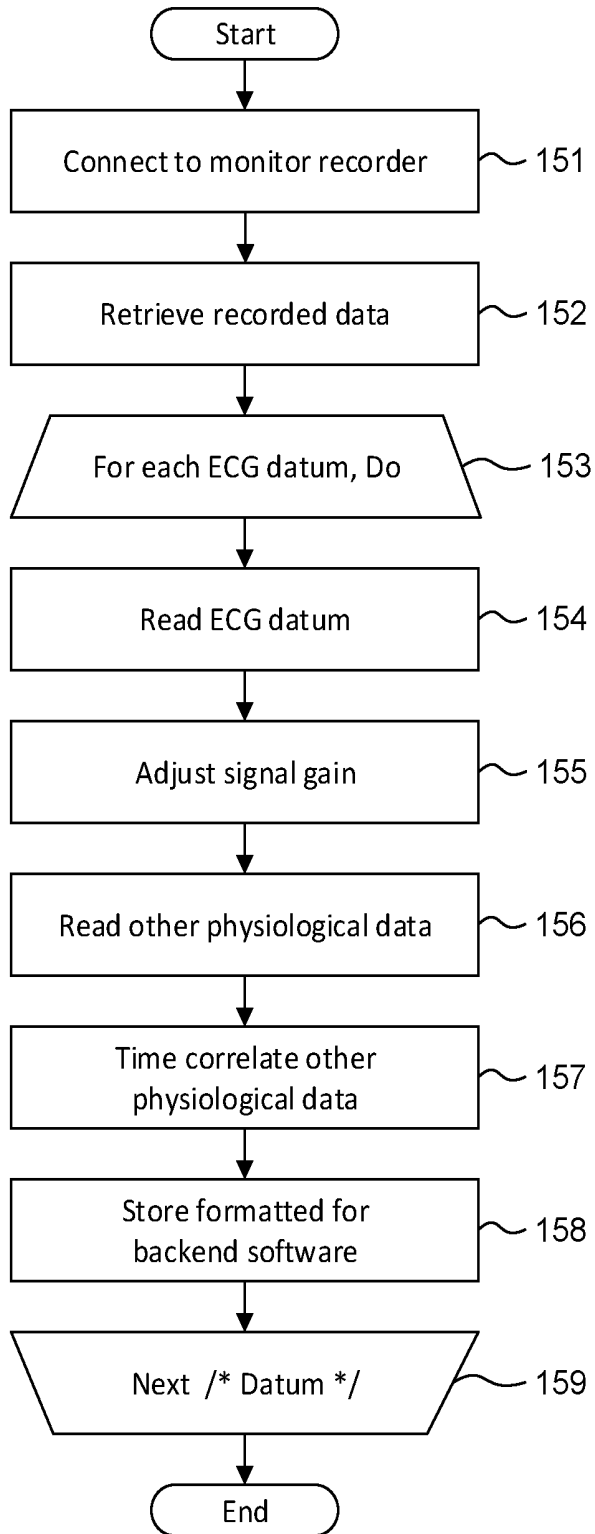 Start
Connect to monitor recorder
151
Retrieve recorded data
152
For each ECG datum, Do
153
Read ECG datum
154
Adjust signal gain
155
Read other physiological data
156
Time correlate other
physiological data
157
Store formatted for
backend software
158
Next /* Datum */
159
End